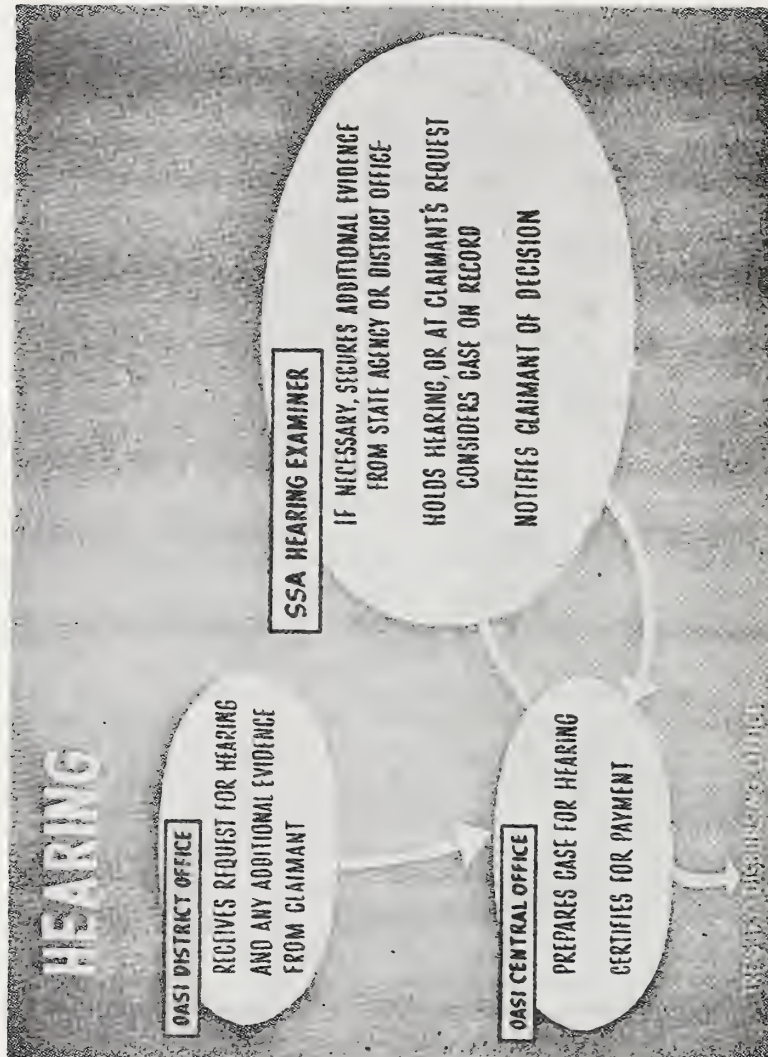 HEARING
OASI DISTRICT OFFICE
RECEIVES REQUEST FOR HEARING
AND ANY ADDITIONAL EVIDENCE
FROM CLAIMANT
SSA HEARING EXAMINER
IF NECESSARY, SECURES ADDITIONAL EVIDENCE
FROM STATE AGENCY OR DISTRICT OFFICE
HOLDS HEARING, OR AT CLAIMANT'S REQUEST
CONSIDERS CASE ON RECORD
NOTIFIES CLAIMANT OF DECISION
OASI CENTRAL OFFICE
PREPARES CASE FOR HEARING
CERTIFIES FOR PAYMENT
OFFICE